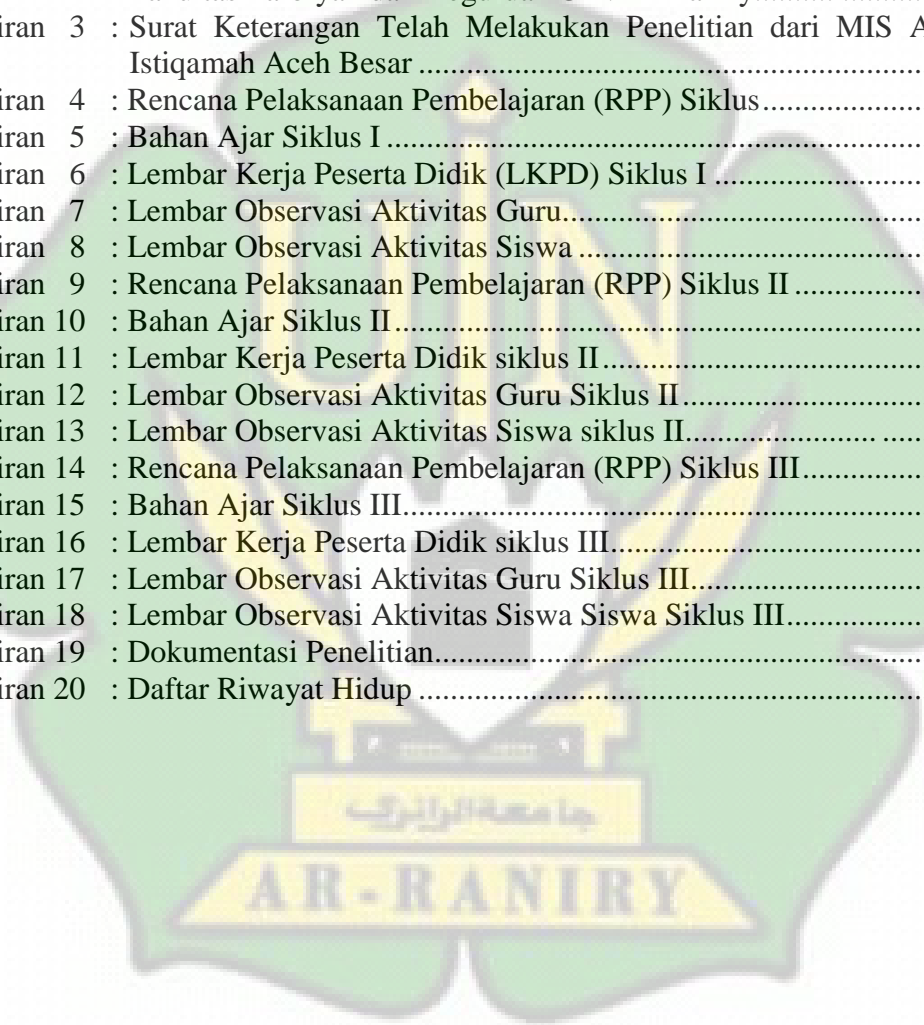 iran 3 : Surat Keterangan Telah Melakukan Penelitian dari MIS A
Istiqamah Aceh Besar ....................
iran 4 : Rencana Pelaksanaan Pembelajaran (RPP) Siklus....................
iran 5 : Bahan Ajar Siklus I ....................
iran 6 : Lembar Kerja Peserta Didik (LKPD) Siklus I ....................
iran 7 : Lembar Observasi Aktivitas Guru....................
iran 8 : Lembar Observasi Aktivitas Siswa ....................
iran 9 : Rencana Pelaksanaan Pembelajaran (RPP) Siklus II ....................
iran 10 : Bahan Ajar Siklus II....................
iran 11 : Lembar Kerja Peserta Didik siklus II....................
iran 12 : Lembar Observasi Aktivitas Guru Siklus II....................
iran 13 : Lembar Observasi Aktivitas Siswa siklus II.................... .....
iran 14 : Rencana Pelaksanaan Pembelajaran (RPP) Siklus III....................
iran 15 : Bahan Ajar Siklus III....................
iran 16 : Lembar Kerja Peserta Didik siklus III....................
iran 17 : Lembar Observasi Aktivitas Guru Siklus III....................
iran 18 : Lembar Observasi Aktivitas Siswa Siswa Siklus III....................
iran 19 : Dokumentasi Penelitian....................
iran 20 : Daftar Riwayat Hidup ....................
UIN
جامعة الرانري
AR-RANIRY